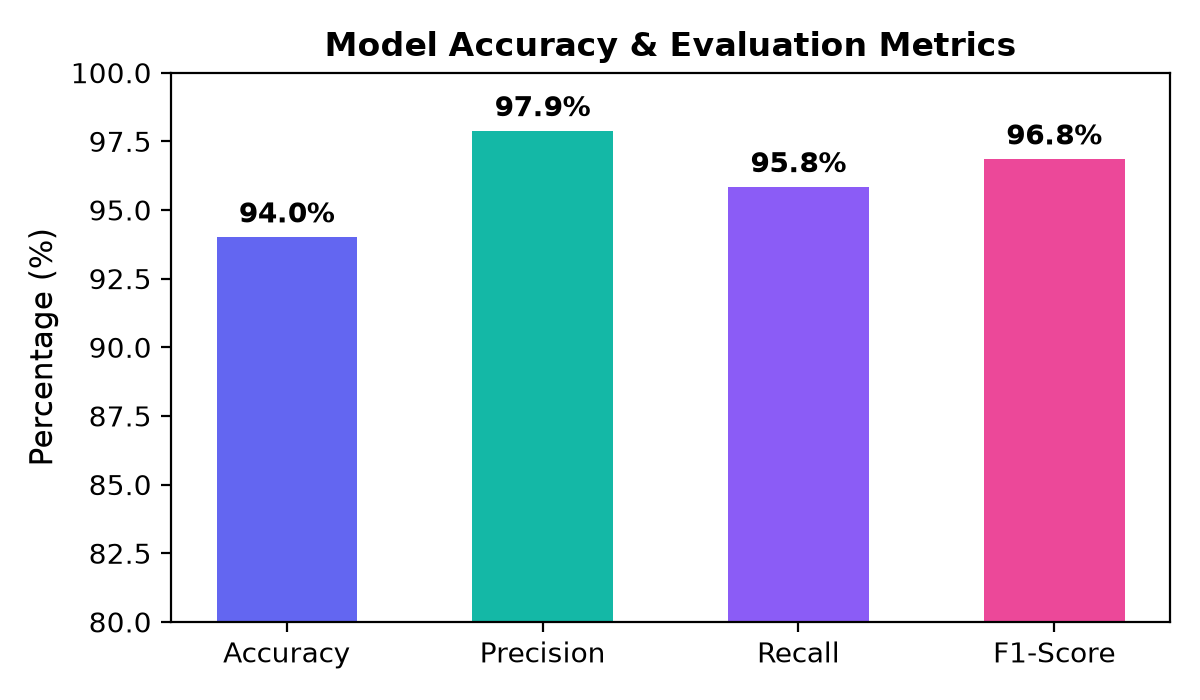 Model Accuracy & Evaluation Metrics
Percentage (%)
100.0
97.5
95.0
92.5
90.0
87.5
85.0
82.5
80.0
94.0%
97.9%
95.8%
96.8%
Accuracy
Precision
Recall
F1-Score